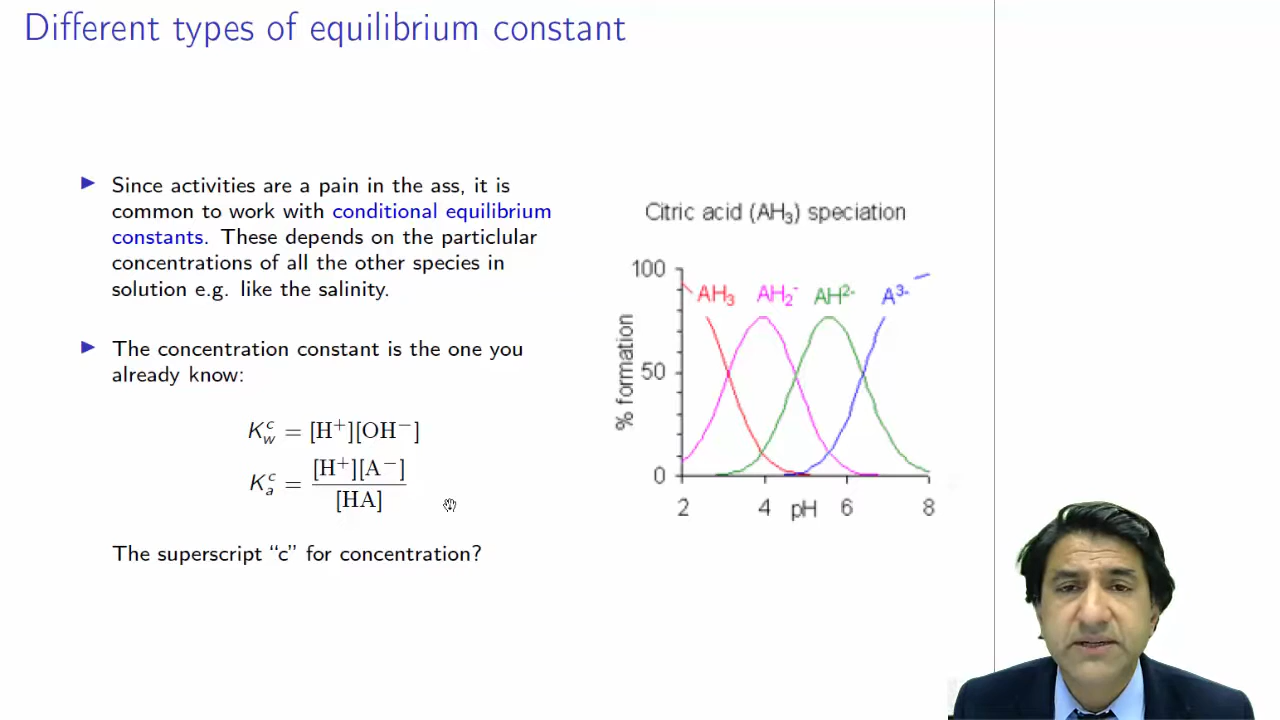 Different types of equilibrium constant
Since activities are a pain in the ass, it is
common to work with conditional equilibrium
constants. These depends on the particlular
concentrations of all the other species in
solution e.g. like the salinity.
The concentration constant is the one you
already know:
K_w^c = [H⁺][OH⁻]
K_a^c = [H⁺][A⁻] / [HA]
The superscript “c” for concentration?
Citric acid (AH₃) speciation
100
AH₃ AH₂⁻ AH²⁻ A³⁻
% formation
50
0
2 4 pH 6 8